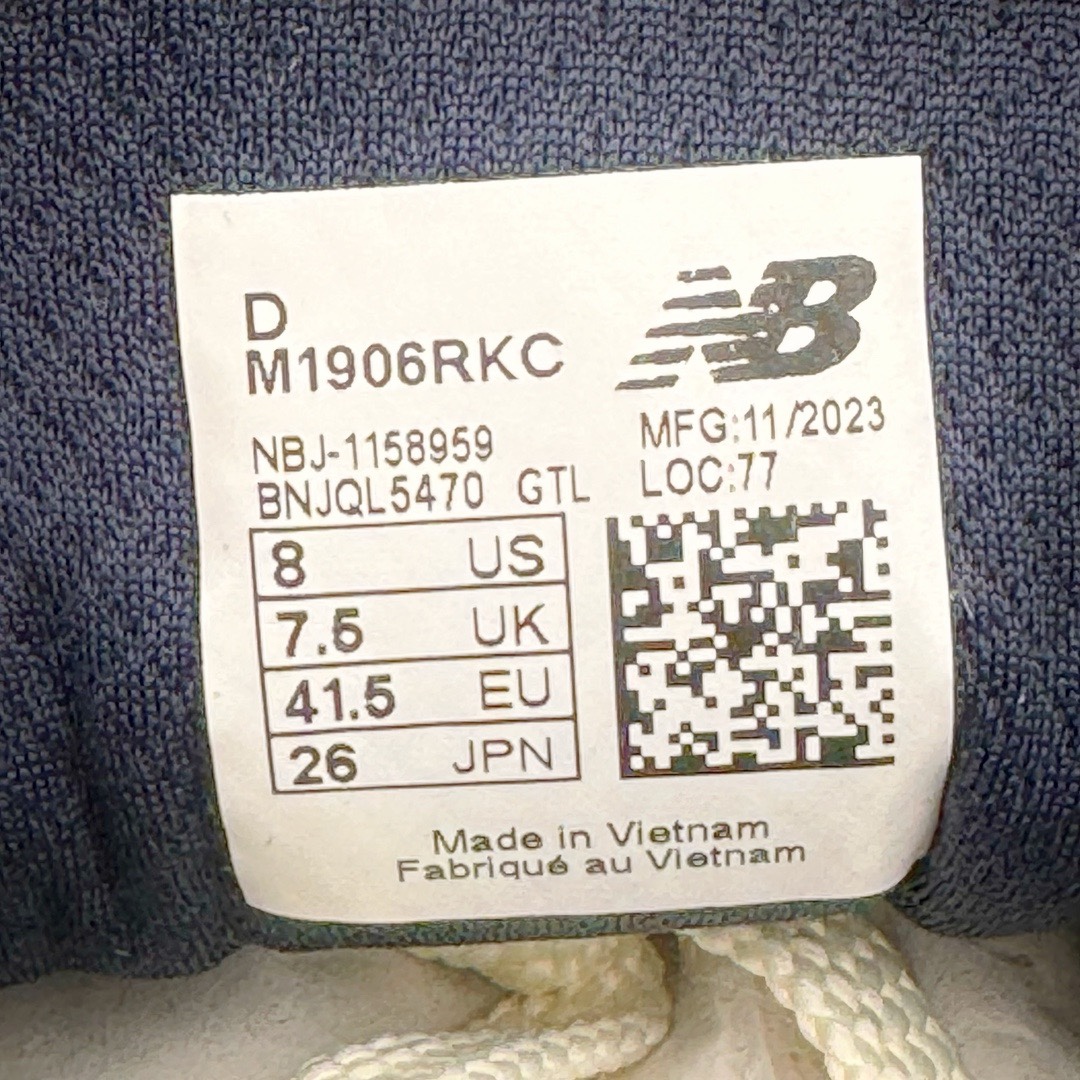 D
M1906RKC
NB
NBJ-1158959
MFG:11/2023
BNJQL5470 GTL
LOC:77
8 US
7.5 UK
41.5 EU
26 JPN
Made in Vietnam
Fabriqué au Vietnam